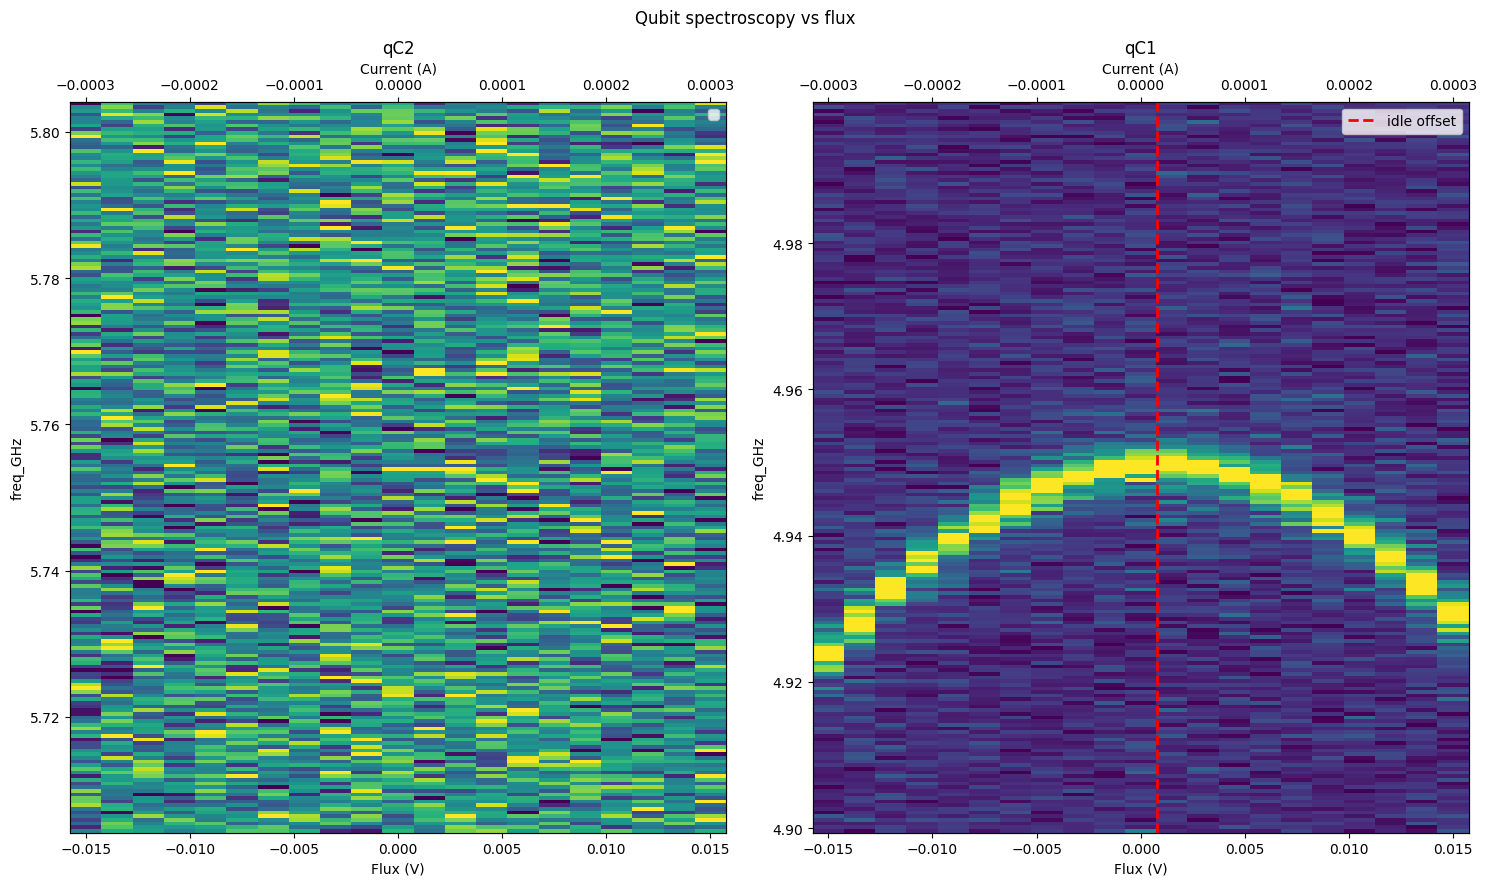 Qubit spectroscopy vs flux
qC2
Current (A)
−0.0003 −0.0002 −0.0001 0.0000 0.0001 0.0002 0.0003
5.80
5.78
5.76
5.74
5.72
freq_GHz
−0.015 −0.010 −0.005 0.000 0.005 0.010 0.015
Flux (V)
qC1
Current (A)
−0.0003 −0.0002 −0.0001 0.0000 0.0001 0.0002 0.0003
idle offset
4.98
4.96
4.94
4.92
4.90
freq_GHz
−0.015 −0.010 −0.005 0.000 0.005 0.010 0.015
Flux (V)